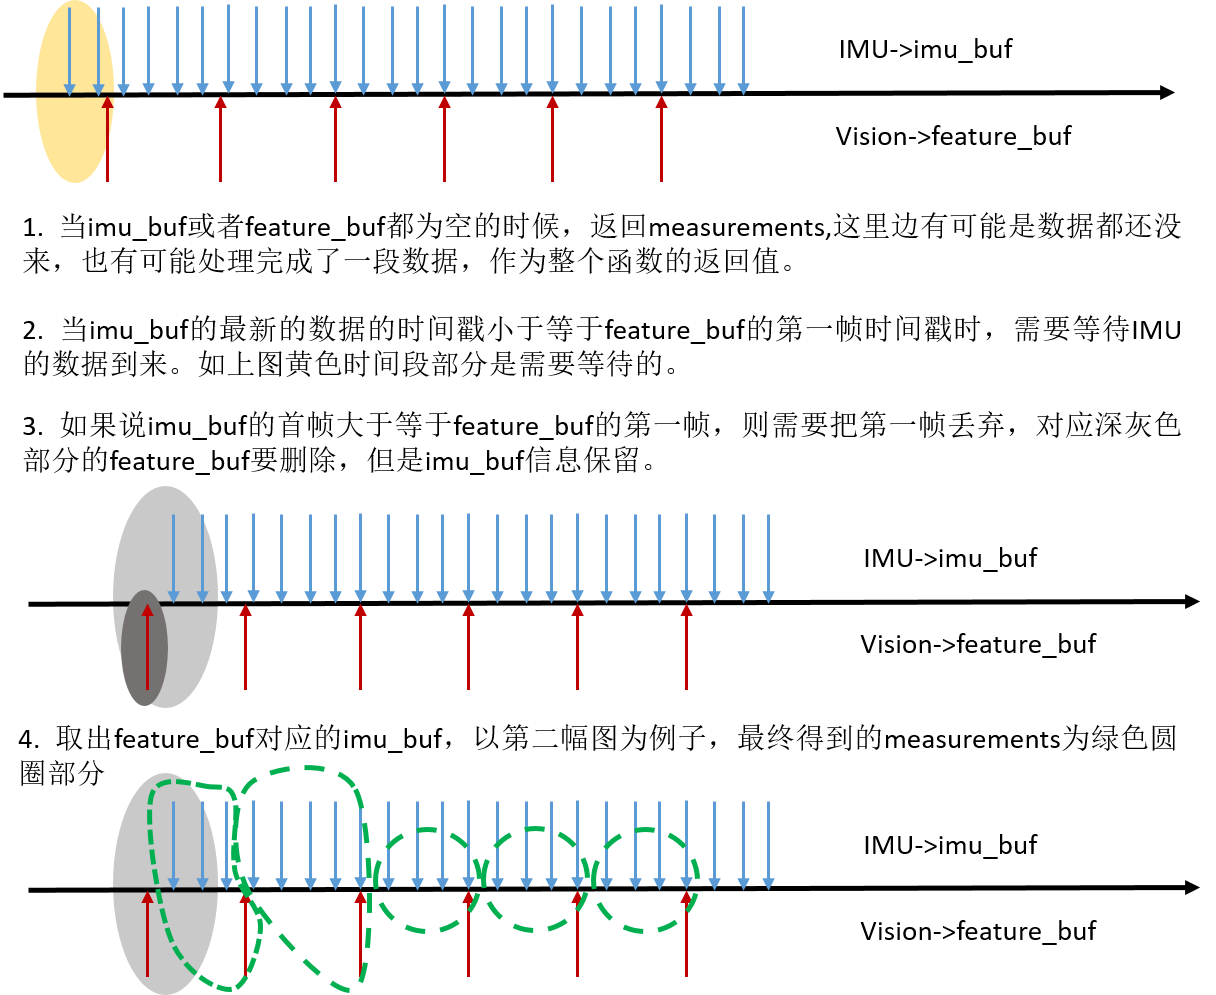 IMU->imu_buf
Vision->feature_buf
1. 当imu_buf或者feature_buf都为空的时候，返回measurements,这里边有可能是数据都还没
来，也有可能处理完成了一段数据，作为整个函数的返回值。
2. 当imu_buf的最新的数据的时间戳小于等于feature_buf的第一帧时间戳时，需要等待IMU
的数据到来。如上图黄色时间段部分是需要等待的。
3. 如果说imu_buf的首帧大于等于feature_buf的第一帧，则需要把第一帧丢弃，对应深灰色
部分的feature_buf要删除，但是imu_buf信息保留。
IMU->imu_buf
Vision->feature_buf
4. 取出feature_buf对应的imu_buf，以第二幅图为例子，最终得到的measurements为绿色圆
圈部分
IMU->imu_buf
Vision->feature_buf